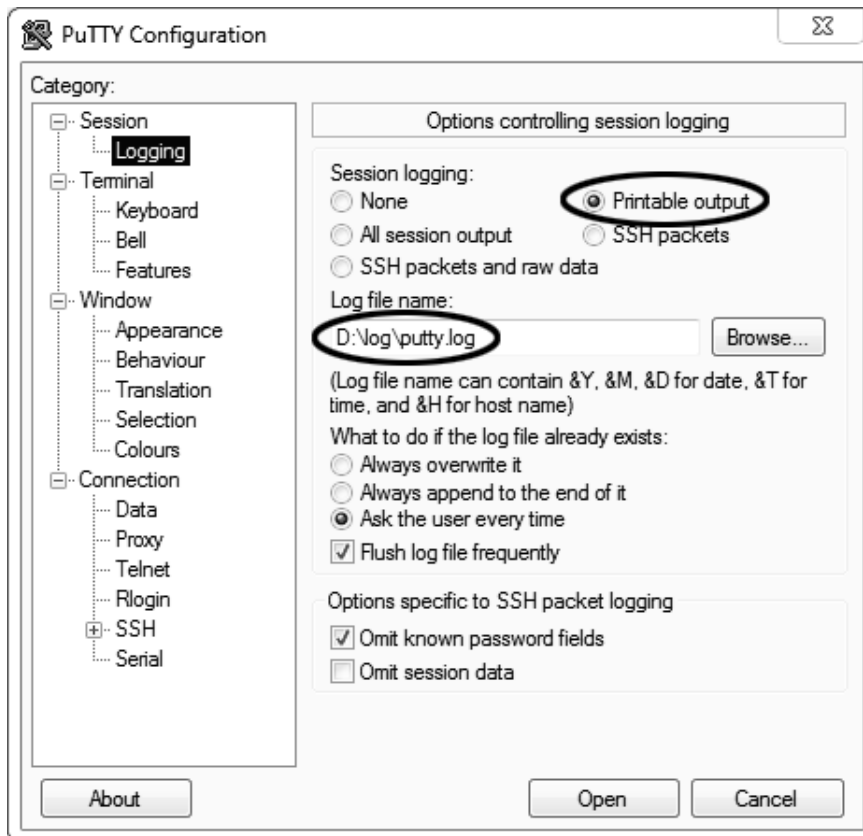 PuTTY Configuration
Category:
Session
Logging
Terminal
Keyboard
Bell
Features
Window
Appearance
Behaviour
Translation
Selection
Colours
Connection
Data
Proxy
Telnet
Rlogin
SSH
Serial
Options controlling session logging
Session logging:
None
Printable output
All session output
SSH packets
SSH packets and raw data
Log file name:
D:\log\putty.log
Browse...
(Log file name can contain &Y, &M, &D for date, &T for
time, and &H for host name)
What to do if the log file already exists:
Always overwrite it
Always append to the end of it
Ask the user every time
Flush log file frequently
Options specific to SSH packet logging
Omit known password fields
Omit session data
About
Open
Cancel